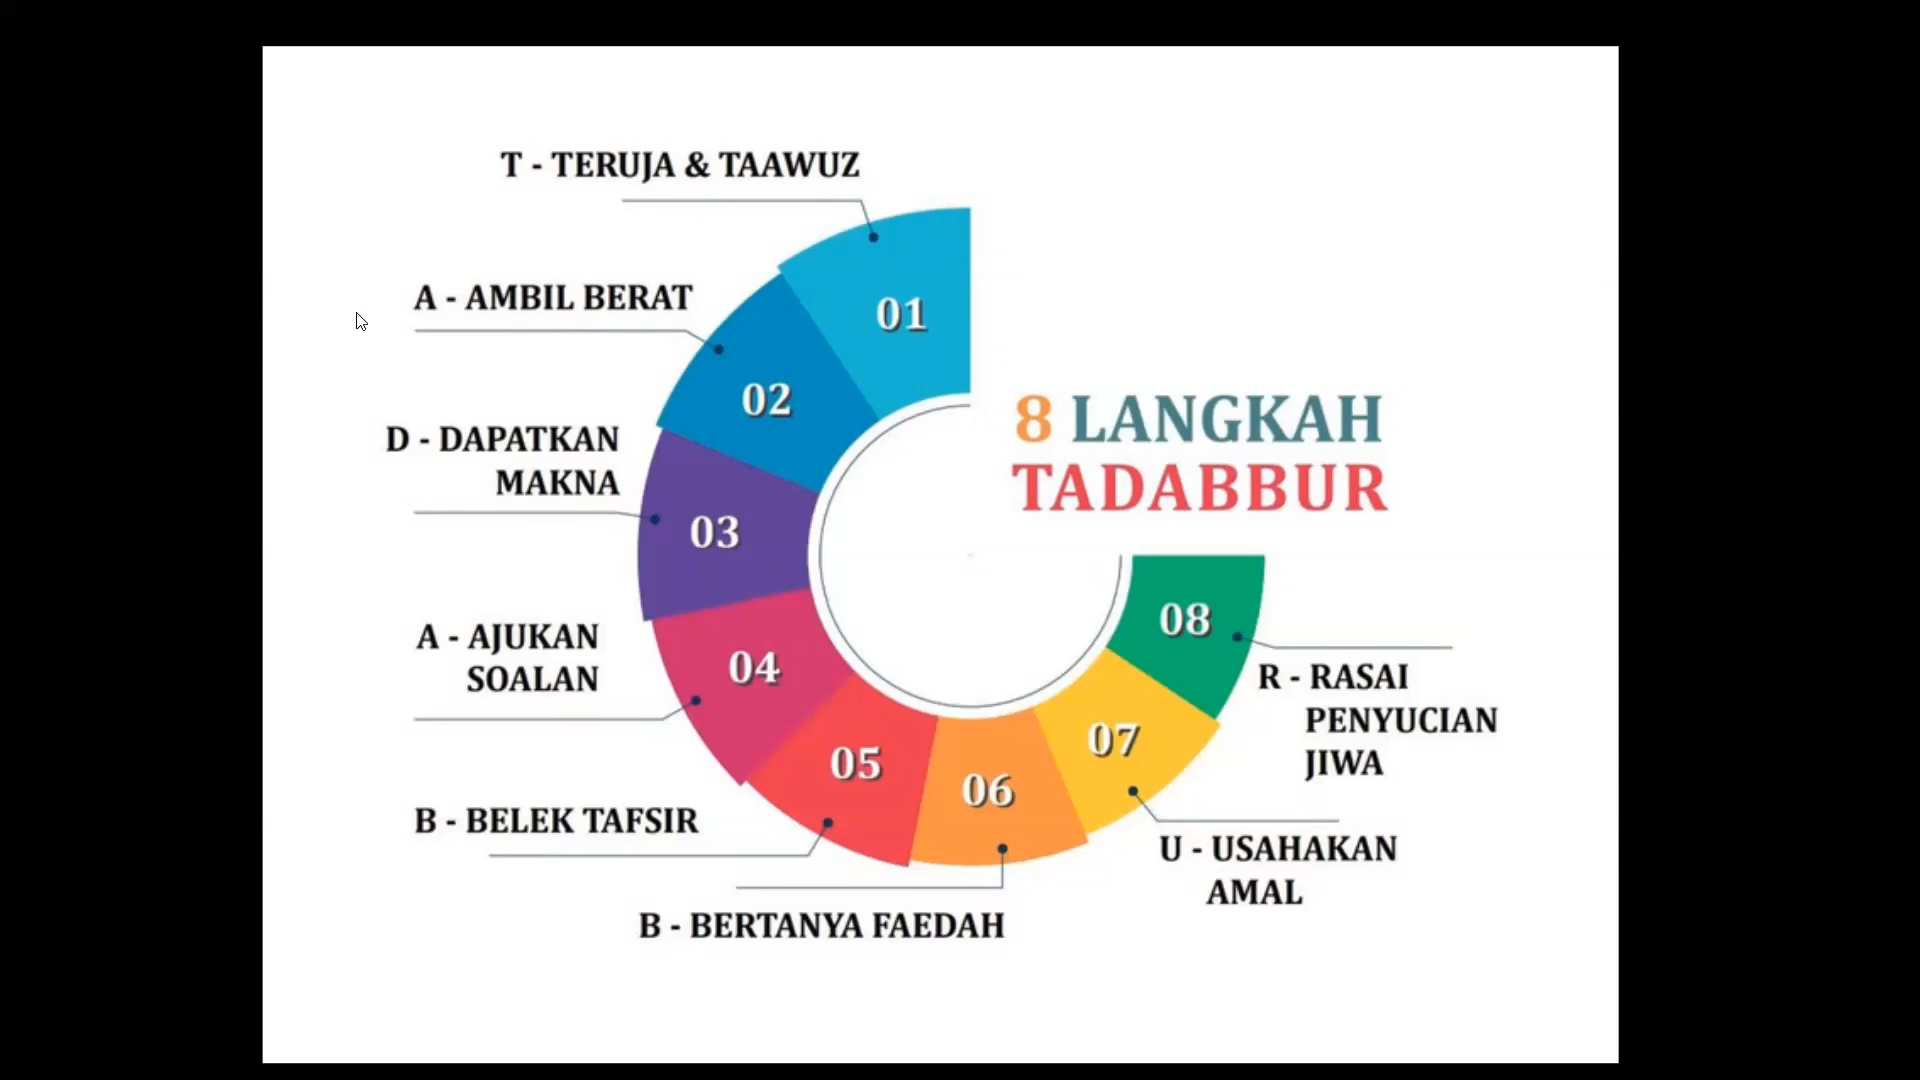 8 LANGKAH
TADABBUR
T - TERUJA & TAAWUZ
01
A - AMBIL BERAT
02
D - DAPATKAN
MAKNA
03
A - AJUKAN
SOALAN
04
B - BELEK TAFSIR
05
B - BERTANYA FAEDAH
06
U - USAHAKAN
AMAL
07
R - RASAI
PENYUCIAN
JIWA
08